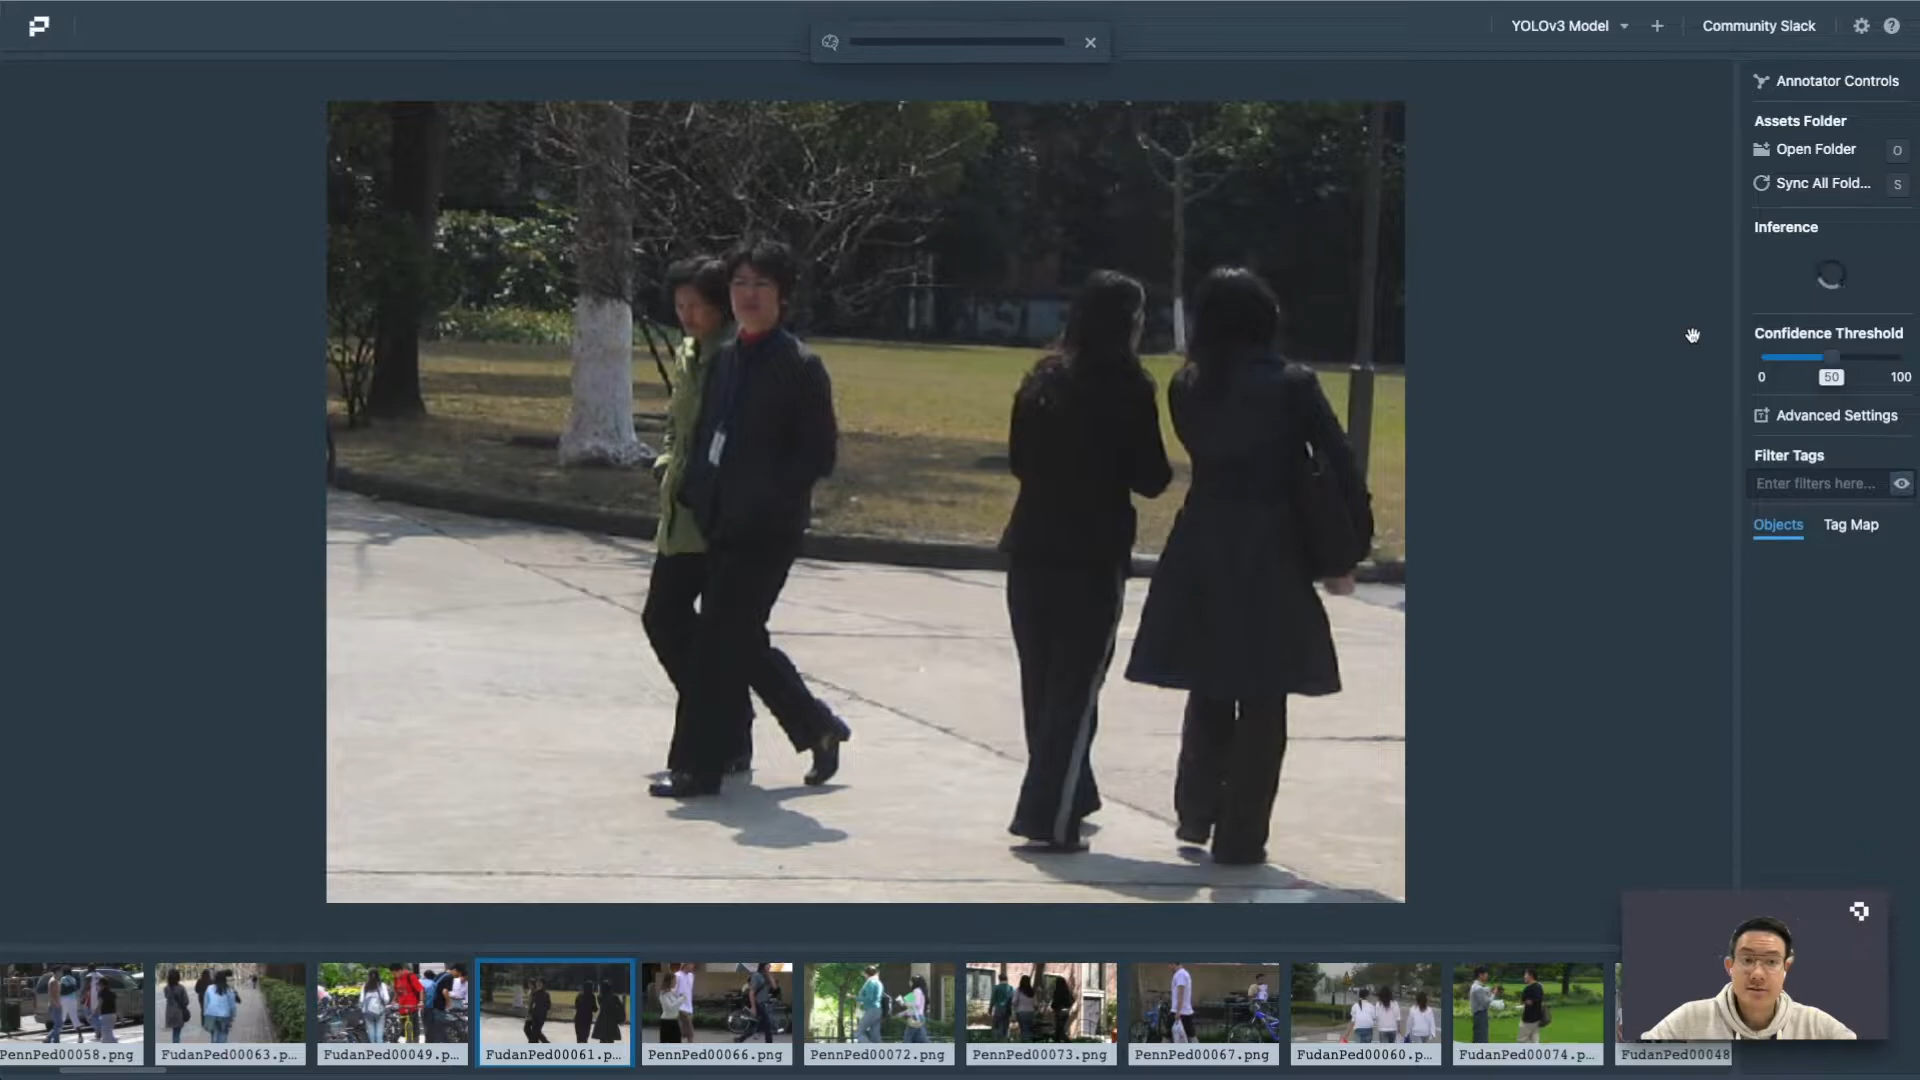 YOLOv3 Model
Community Slack
Annotator Controls
Assets Folder
Open Folder O
Sync All Fold... S
Inference
Confidence Threshold
0 50 100
Advanced Settings
Filter Tags
Enter filters here...
Objects Tag Map
PennPed00058.png
FudanPed00063.p...
FudanPed00049.p...
FudanPed00061.p...
PennPed00066.png
PennPed00072.png
PennPed00073.png
PennPed00067.png
FudanPed00060.p...
FudanPed00074.p...
FudanPed00048